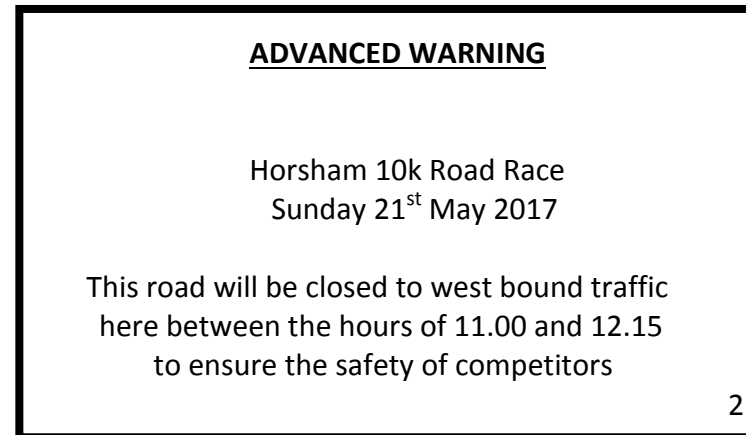 ADVANCED WARNING
Horsham 10k Road Race
Sunday 21st May 2017
This road will be closed to west bound traffic
here between the hours of 11.00 and 12.15
to ensure the safety of competitors
2